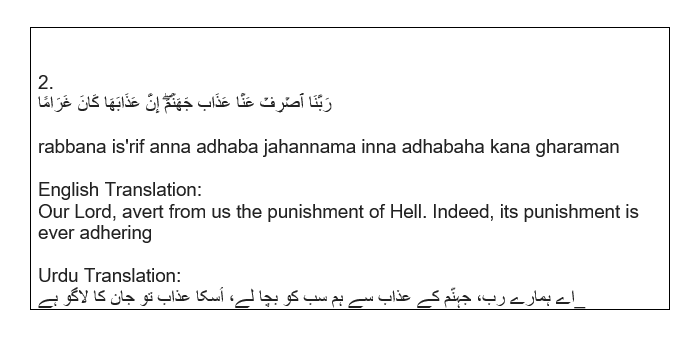 2.
رَبَّنَا ٱصۡرِفۡ عَنَّا عَذَاب جَهَنَّمَۖ إِنَّ عَذَابَهَا كَانَ غَرَامًا
rabbana is'rif anna adhaba jahannama inna adhabaha kana gharaman
English Translation:
Our Lord, avert from us the punishment of Hell. Indeed, its punishment is
ever adhering
Urdu Translation:
_اے ہمارے رب، جہنّم کے عذاب سے ہم سب کو بچا لے، اَسکا عذاب تو جان کا لاگو ہے